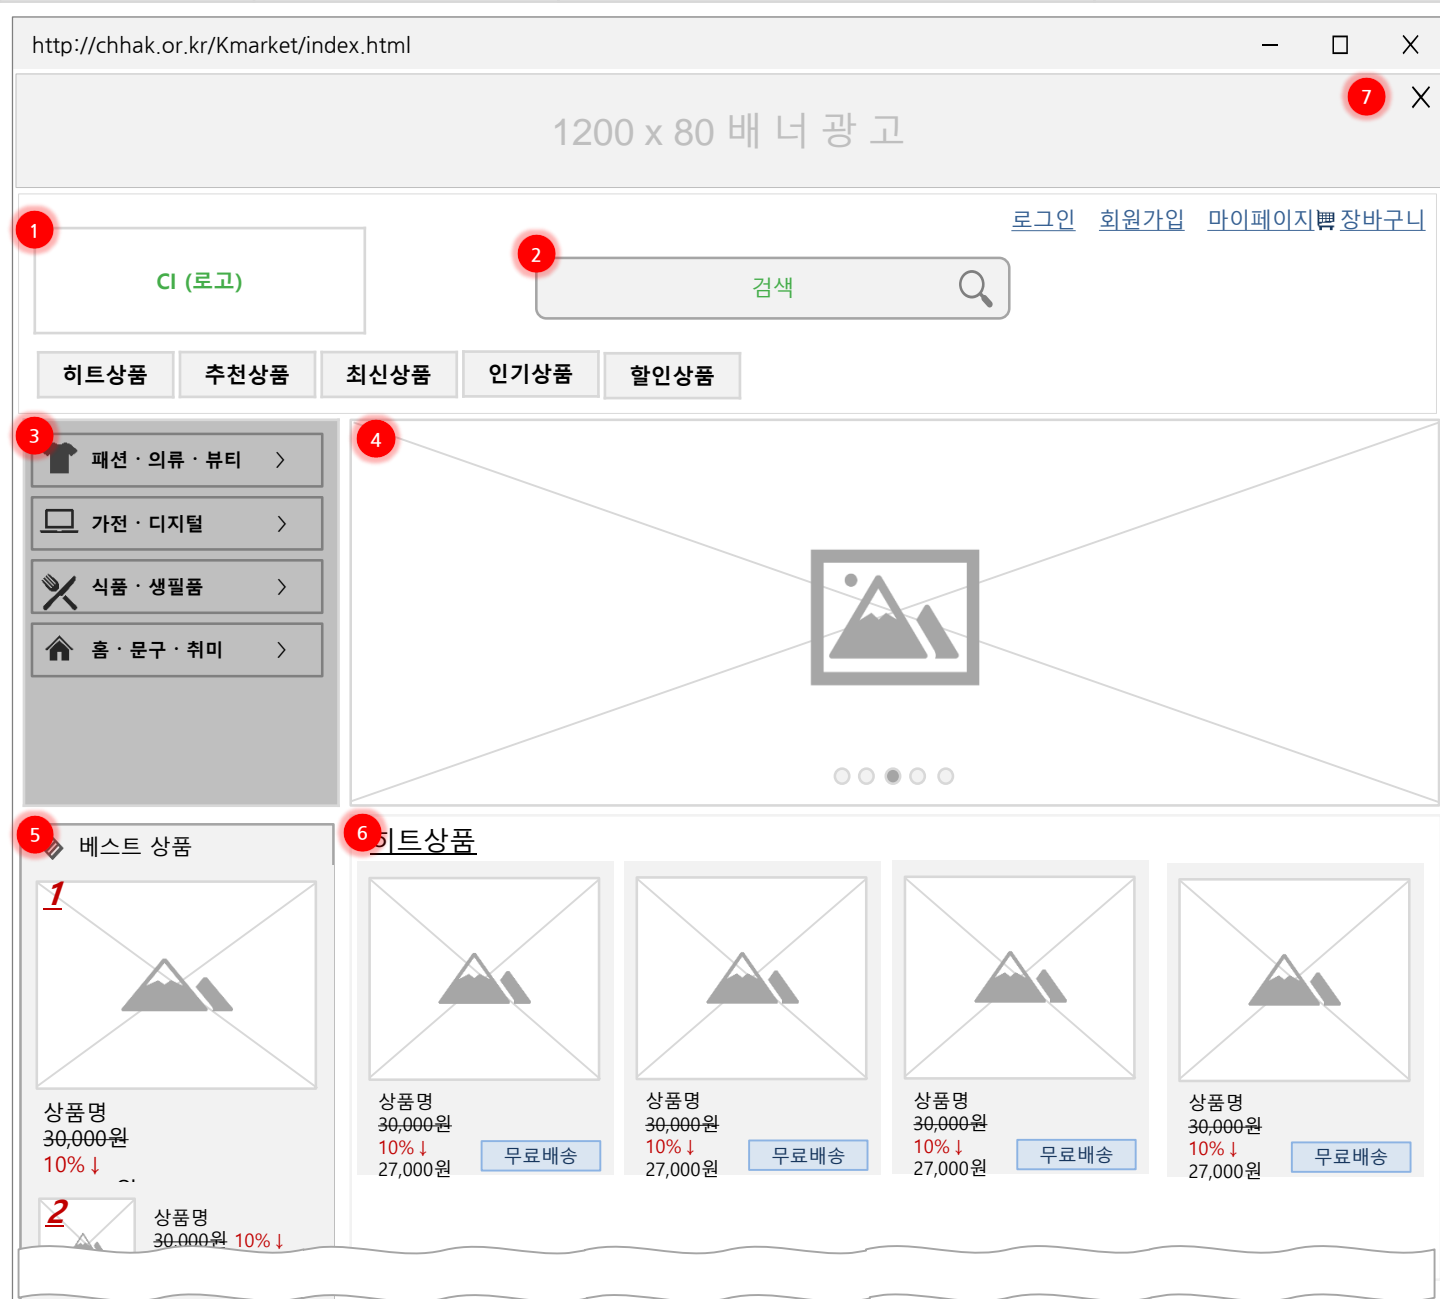 http://chhak.or.kr/Kmarket/index.html
7
1200 x 80 배 너 광 고
로그인 회원가입 마이페이지 장바구니
1
CI (로고)
2
검색
히트상품 추천상품 최신상품 인기상품 할인상품
3
패션 · 의류 · 뷰티
가전 · 디지털
식품 · 생필품
홈 · 문구 · 취미
4
5
베스트 상품
1
상품명
30,000원
10%↓
2
상품명
30,000원 10%↓
6
히트상품
상품명
30,000원
10%↓
27,000원
무료배송
상품명
30,000원
10%↓
27,000원
무료배송
상품명
30,000원
10%↓
27,000원
무료배송
상품명
30,000원
10%↓
27,000원
무료배송